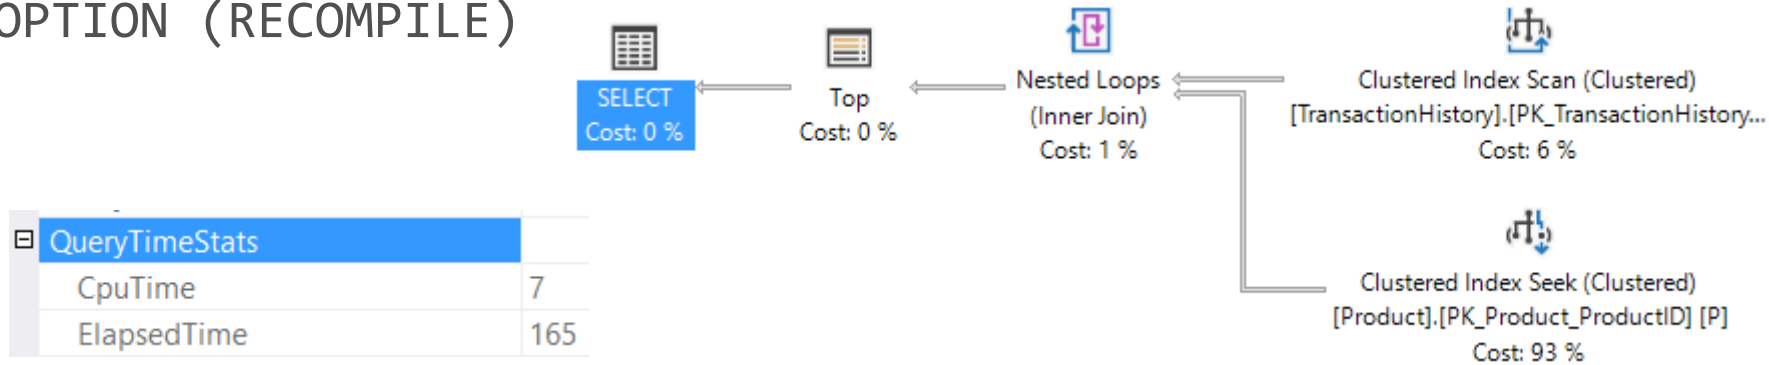 OPTION (RECOMPILE)
SELECT
Cost: 0 %
Top
Cost: 0 %
Nested Loops
(Inner Join)
Cost: 1 %
Clustered Index Scan (Clustered)
[TransactionHistory].[PK_TransactionHistory...
Cost: 6 %
Clustered Index Seek (Clustered)
[Product].[PK_Product_ProductID] [P]
Cost: 93 %
QueryTimeStats
CpuTime 7
ElapsedTime 165